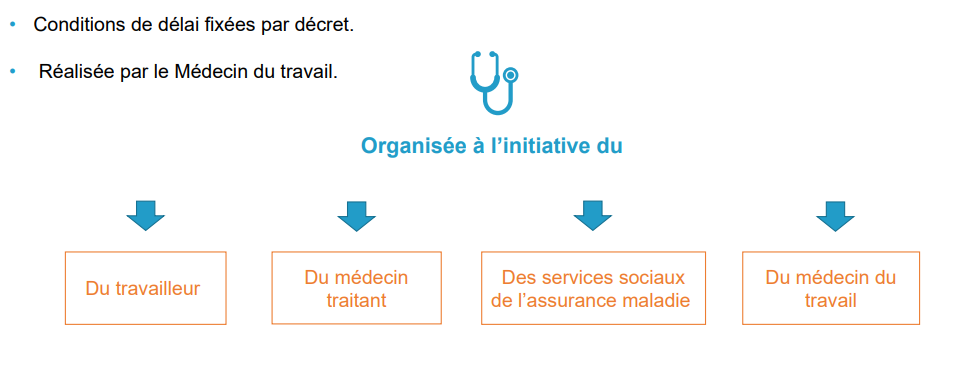 • Conditions de délai fixées par décret.
• Réalisée par le Médecin du travail.
Organisée à l’initiative du
Du travailleur
Du médecin
traitant
Des services sociaux
de l’assurance maladie
Du médecin du
travail